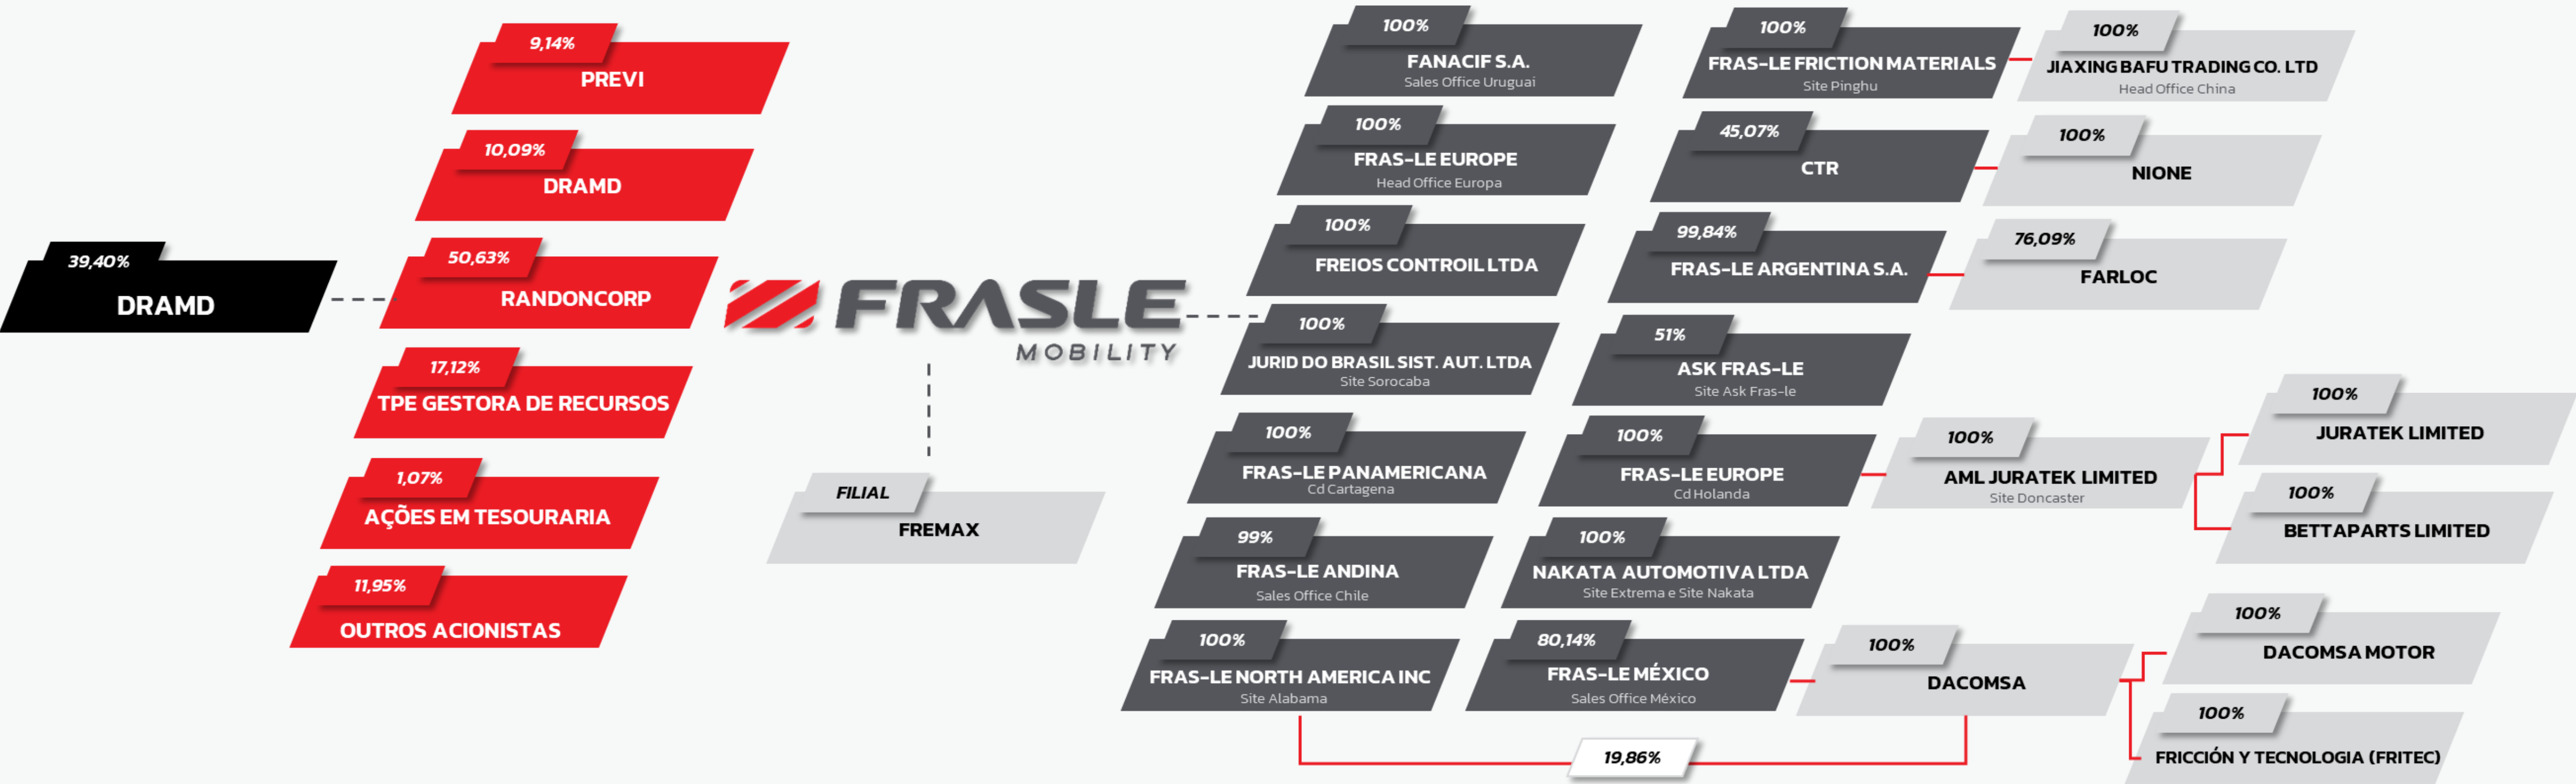 39,40%
DRAMD
9,14%
PREVI
10,09%
DRAMD
50,63%
RANDONCORP
17,12%
TPE GESTORA DE RECURSOS
1,07%
AÇÕES EM TESOURARIA
11,95%
OUTROS ACIONISTAS
FRASLE
MOBILITY
FILIAL
FREMAX
100%
FANACIF S.A.
Sales Office Uruguai
100%
FRAS-LE EUROPE
Head Office Europa
100%
FREIOS CONTROIL LTDA
100%
JURID DO BRASIL SIST. AUT. LTDA
Site Sorocaba
100%
FRAS-LE PANAMERICANA
Cd Cartagena
99%
FRAS-LE ANDINA
Sales Office Chile
100%
FRAS-LE NORTH AMERICA INC
Site Alabama
100%
FRAS-LE FRICTION MATERIALS
Site Pinghu
45,07%
CTR
99,84%
FRAS-LE ARGENTINA S.A.
51%
ASK FRAS-LE
Site Ask Fras-le
100%
FRAS-LE EUROPE
Cd Holanda
100%
NAKATA AUTOMOTIVA LTDA
Site Extrema e Site Nakata
80,14%
FRAS-LE MÉXICO
Sales Office México
100%
JIAXING BAFU TRADING CO. LTD
Head Office China
100%
NIONE
76,09%
FARLOC
100%
AML JURATEK LIMITED
Site Doncaster
100%
DACOMSA
19,86%
100%
JURATEK LIMITED
100%
BETTAPARTS LIMITED
100%
DACOMSA MOTOR
100%
FRICCIÓN Y TECNOLOGIA (FRITEC)